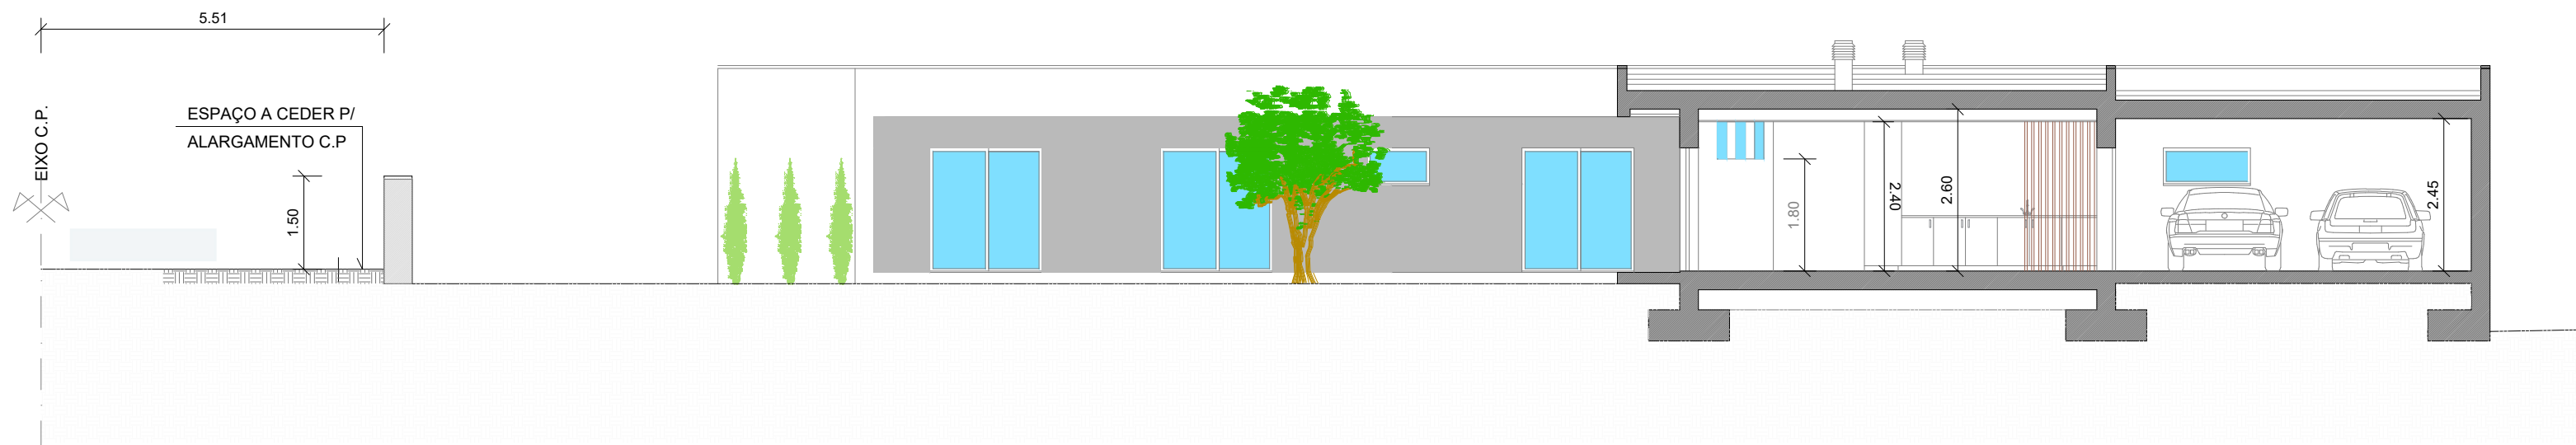 5.51
EIXO C.P.
ESPAÇO A CEDER P/
ALARGAMENTO C.P
1.50
1.80
2.40
2.60
2.45